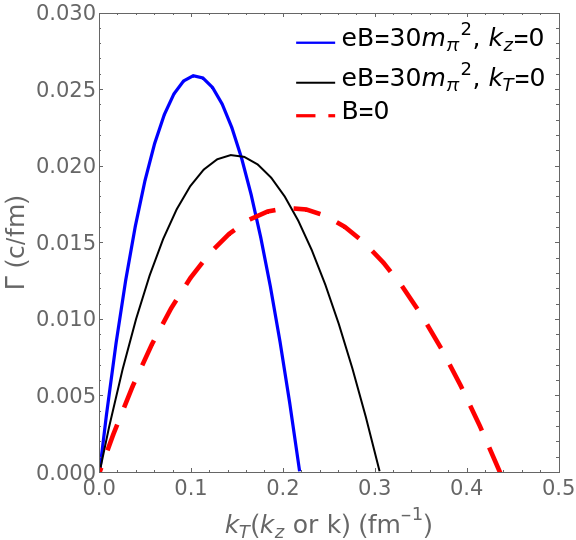 0.030
0.025
0.020
0.015
0.010
0.005
0.000
Γ (c/fm)
eB=30mπ², kz=0
eB=30mπ², kT=0
B=0
0.0 0.1 0.2 0.3 0.4 0.5
kT(kz or k) (fm⁻¹)